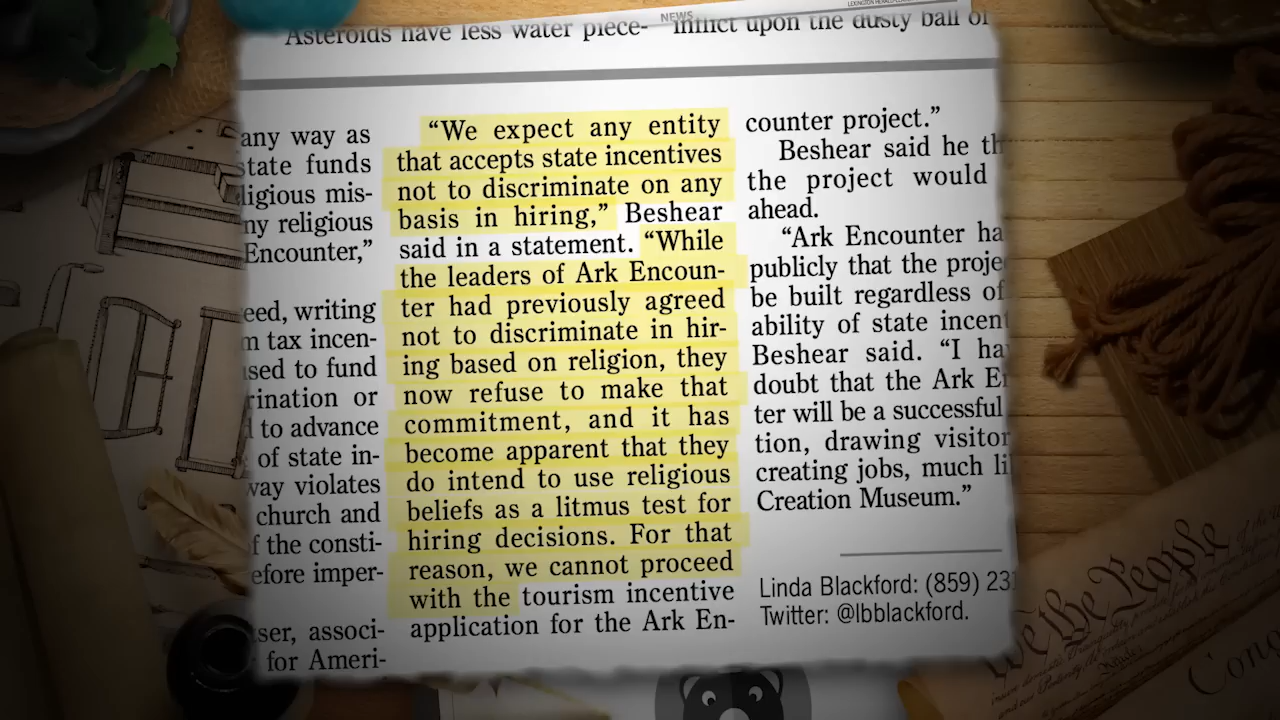 NEWS
Asteroids have less water piece-
inflict upon the dusty ball of
any way as
state funds
ligious mis-
ny religious
Encounter,”
eed, writing
m tax incen-
used to fund
rination or
to advance
of state in-
way violates
church and
f the consti-
efore imper-
ser, associ-
for Ameri-
“We expect any entity
that accepts state incentives
not to discriminate on any
basis in hiring,” Beshear
said in a statement. “While
the leaders of Ark Encoun-
ter had previously agreed
not to discriminate in hir-
ing based on religion, they
now refuse to make that
commitment, and it has
become apparent that they
do intend to use religious
beliefs as a litmus test for
hiring decisions. For that
reason, we cannot proceed
with the tourism incentive
application for the Ark En-
counter project.”
Beshear said he th
the project would
ahead.
“Ark Encounter ha
publicly that the proje
be built regardless of
ability of state incent
Beshear said. “I ha
doubt that the Ark E
ter will be a successful
tion, drawing visitor
creating jobs, much li
Creation Museum.”
Linda Blackford: (859) 23
Twitter: @lbblackford.
We the People